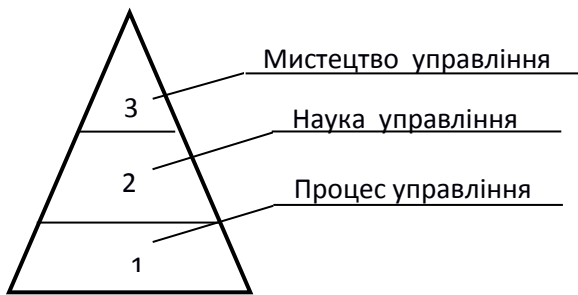 Мистецтво управління
3
Наука управління
2
Процес управління
1